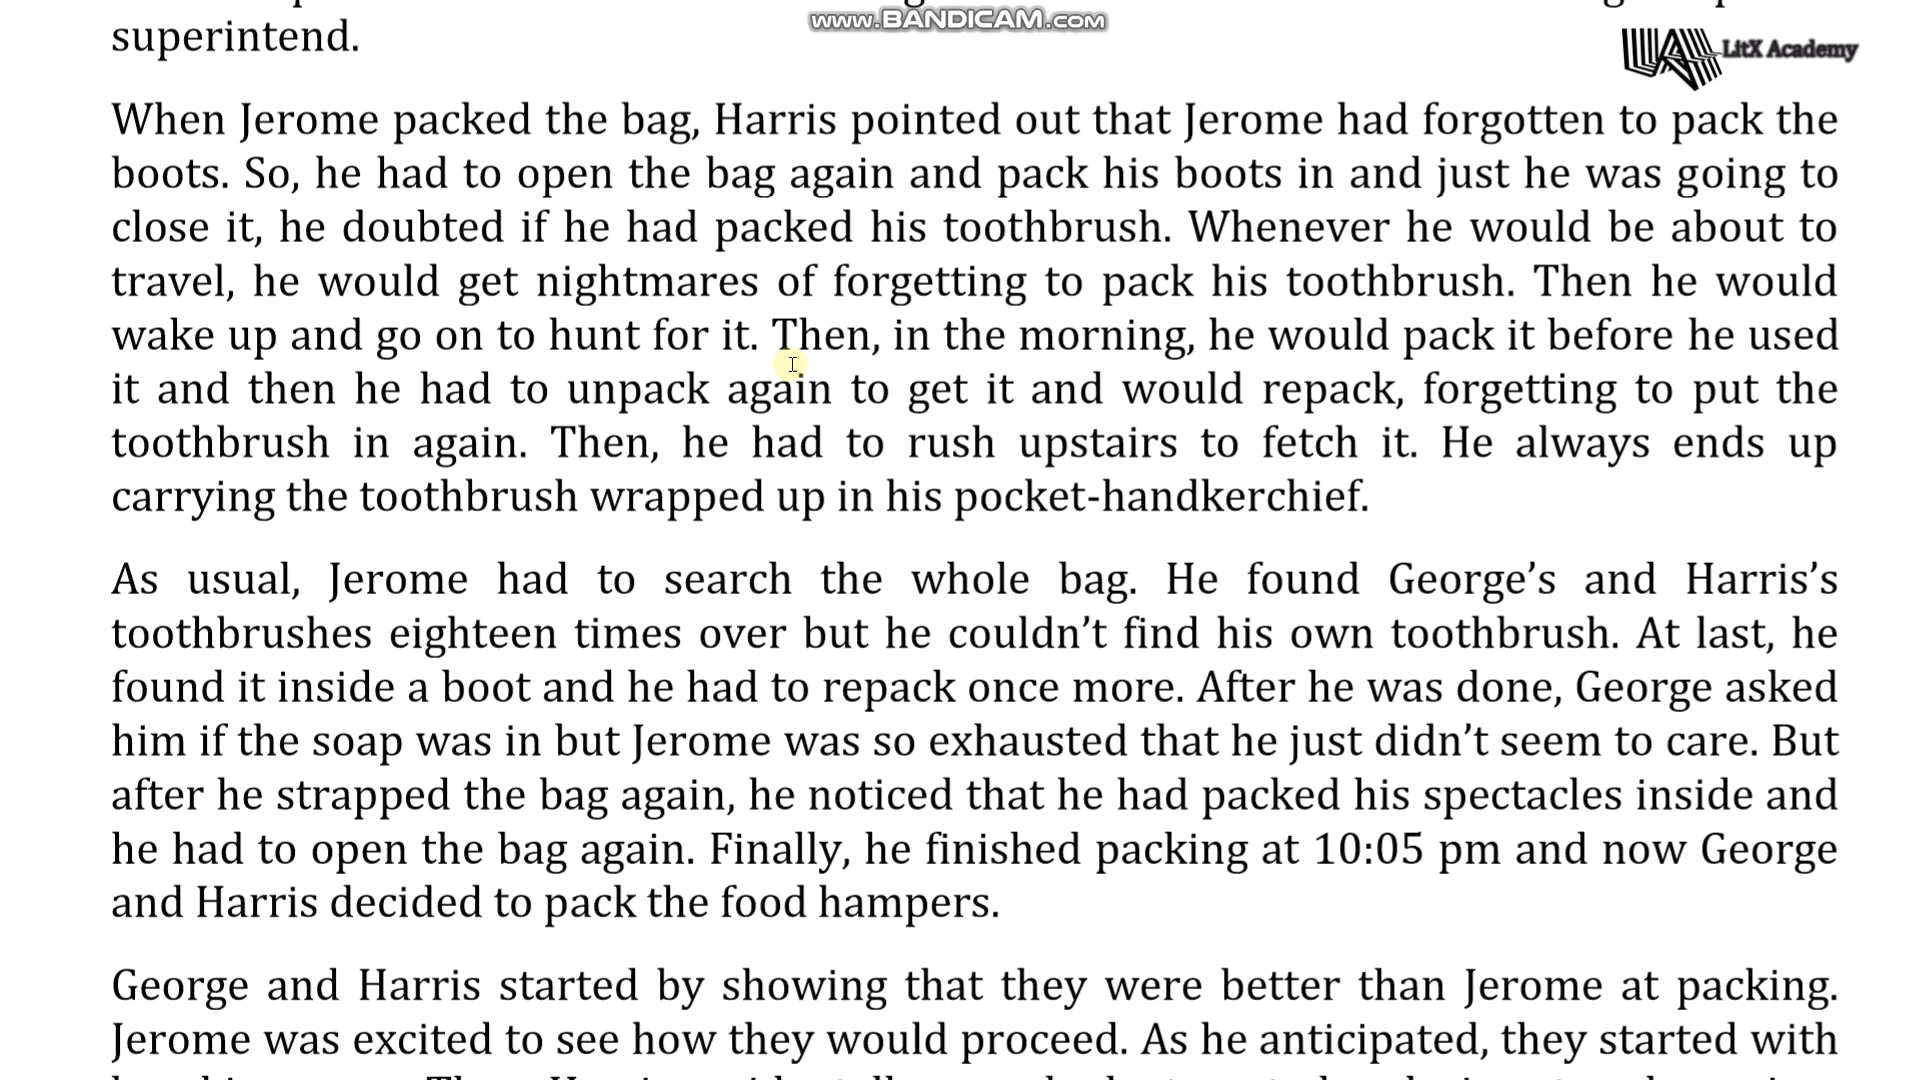 www.BANDICAM.com
superintend.
LitX Academy
When Jerome packed the bag, Harris pointed out that Jerome had forgotten to pack the
boots. So, he had to open the bag again and pack his boots in and just he was going to
close it, he doubted if he had packed his toothbrush. Whenever he would be about to
travel, he would get nightmares of forgetting to pack his toothbrush. Then he would
wake up and go on to hunt for it. Then, in the morning, he would pack it before he used
it and then he had to unpack again to get it and would repack, forgetting to put the
toothbrush in again. Then, he had to rush upstairs to fetch it. He always ends up
carrying the toothbrush wrapped up in his pocket-handkerchief.
As usual, Jerome had to search the whole bag. He found George’s and Harris’s
toothbrushes eighteen times over but he couldn’t find his own toothbrush. At last, he
found it inside a boot and he had to repack once more. After he was done, George asked
him if the soap was in but Jerome was so exhausted that he just didn’t seem to care. But
after he strapped the bag again, he noticed that he had packed his spectacles inside and
he had to open the bag again. Finally, he finished packing at 10:05 pm and now George
and Harris decided to pack the food hampers.
George and Harris started by showing that they were better than Jerome at packing.
Jerome was excited to see how they would proceed. As he anticipated, they started with